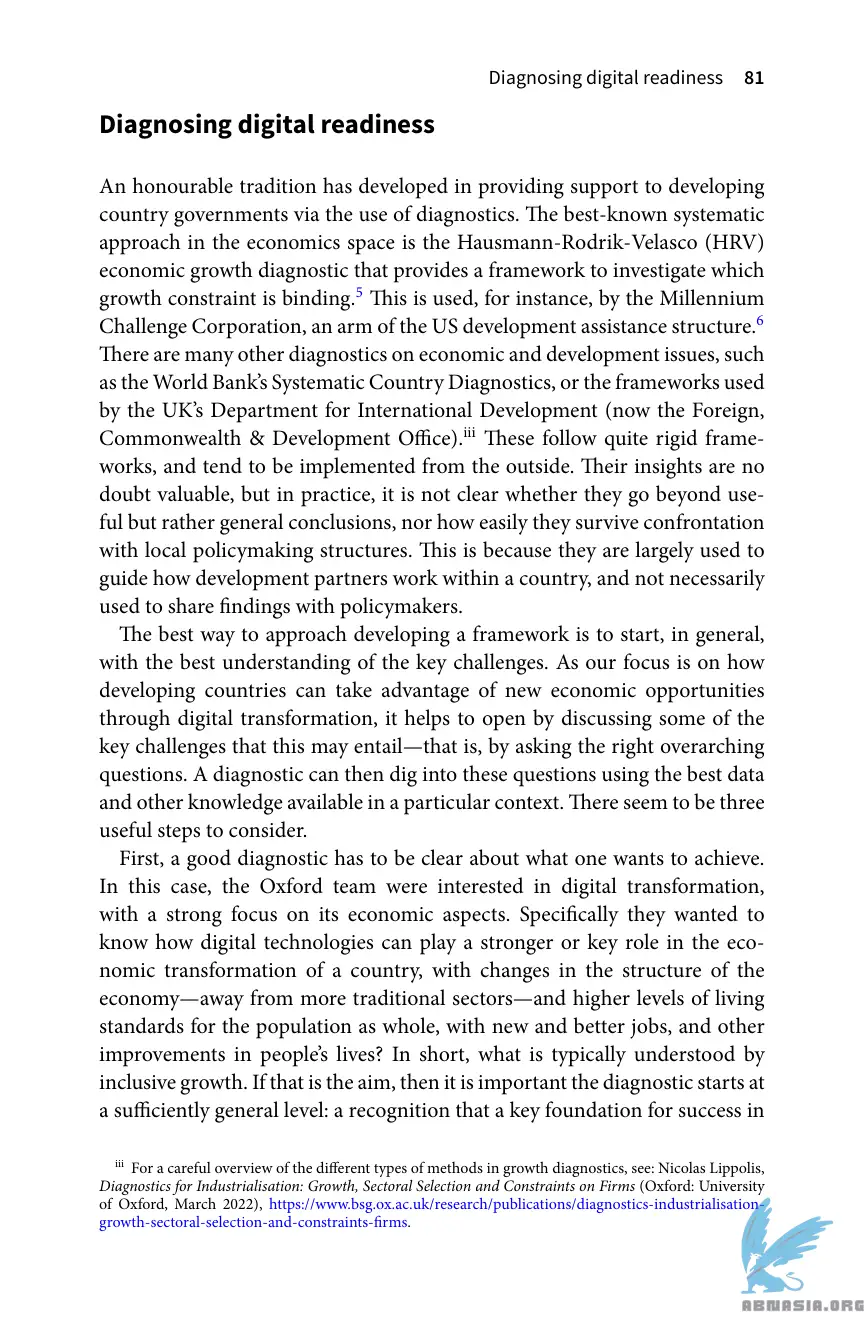 Diagnosing digital readiness 81
Diagnosing digital readiness
An honourable tradition has developed in providing support to developing
country governments via the use of diagnostics. The best-known systematic
approach in the economics space is the Hausmann-Rodrik-Velasco (HRV)
economic growth diagnostic that provides a framework to investigate which
growth constraint is binding.5 This is used, for instance, by the Millennium
Challenge Corporation, an arm of the US development assistance structure.6
There are many other diagnostics on economic and development issues, such
as the World Bank’s Systematic Country Diagnostics, or the frameworks used
by the UK’s Department for International Development (now the Foreign,
Commonwealth & Development Office).iii These follow quite rigid frame-
works, and tend to be implemented from the outside. Their insights are no
doubt valuable, but in practice, it is not clear whether they go beyond use-
ful but rather general conclusions, nor how easily they survive confrontation
with local policymaking structures. This is because they are largely used to
guide how development partners work within a country, and not necessarily
used to share findings with policymakers.
The best way to approach developing a framework is to start, in general,
with the best understanding of the key challenges. As our focus is on how
developing countries can take advantage of new economic opportunities
through digital transformation, it helps to open by discussing some of the
key challenges that this may entail—that is, by asking the right overarching
questions. A diagnostic can then dig into these questions using the best data
and other knowledge available in a particular context. There seem to be three
useful steps to consider.
First, a good diagnostic has to be clear about what one wants to achieve.
In this case, the Oxford team were interested in digital transformation,
with a strong focus on its economic aspects. Specifically they wanted to
know how digital technologies can play a stronger or key role in the eco-
nomic transformation of a country, with changes in the structure of the
economy—away from more traditional sectors—and higher levels of living
standards for the population as whole, with new and better jobs, and other
improvements in people’s lives? In short, what is typically understood by
inclusive growth. If that is the aim, then it is important the diagnostic starts at
a sufficiently general level: a recognition that a key foundation for success in
iii For a careful overview of the different types of methods in growth diagnostics, see: Nicolas Lippolis,
Diagnostics for Industrialisation: Growth, Sectoral Selection and Constraints on Firms (Oxford: University
of Oxford, March 2022), https://www.bsg.ox.ac.uk/research/publications/diagnostics-industrialisation-
growth-sectoral-selection-and-constraints-firms.
ABNASIA.ORG